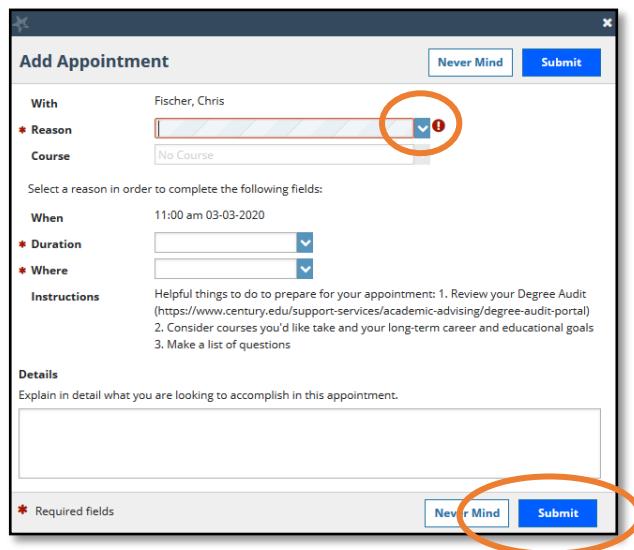 Add Appointment
Never Mind
Submit
With
Fischer, Chris
* Reason
Course
No Course
Select a reason in order to complete the following fields:
When
11:00 am 03-03-2020
* Duration
* Where
Instructions
Helpful things to do to prepare for your appointment: 1. Review your Degree Audit
(https://www.century.edu/support-services/academic-advising/degree-audit-portal)
2. Consider courses you'd like take and your long-term career and educational goals
3. Make a list of questions
Details
Explain in detail what you are looking to accomplish in this appointment.
* Required fields
Never Mind
Submit